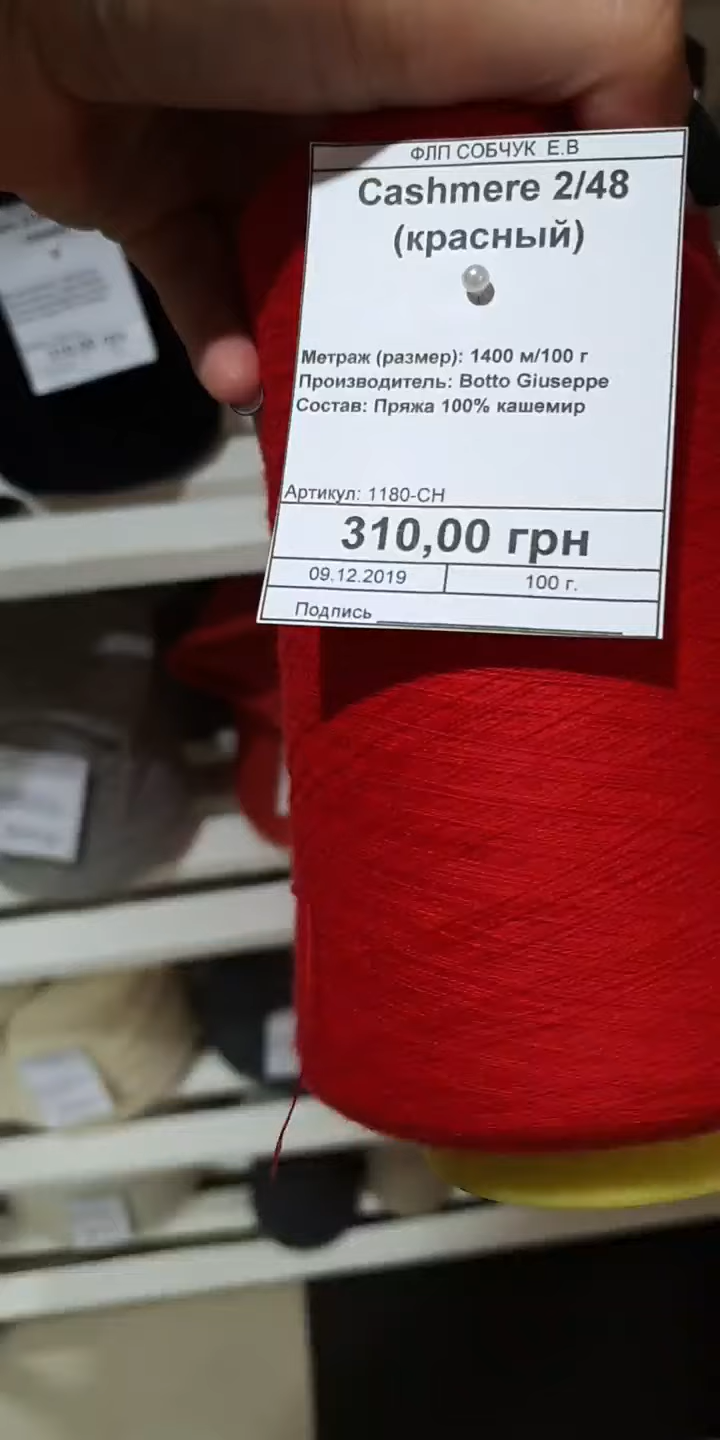 ФЛП СОБЧУК Е.В
Cashmere 2/48
(красный)
Метраж (размер): 1400 м/100 г
Производитель: Botto Giuseppe
Состав: Пряжа 100% кашемир
Артикул: 1180-CH
310,00 грн
09.12.2019 100 г.
Подпись